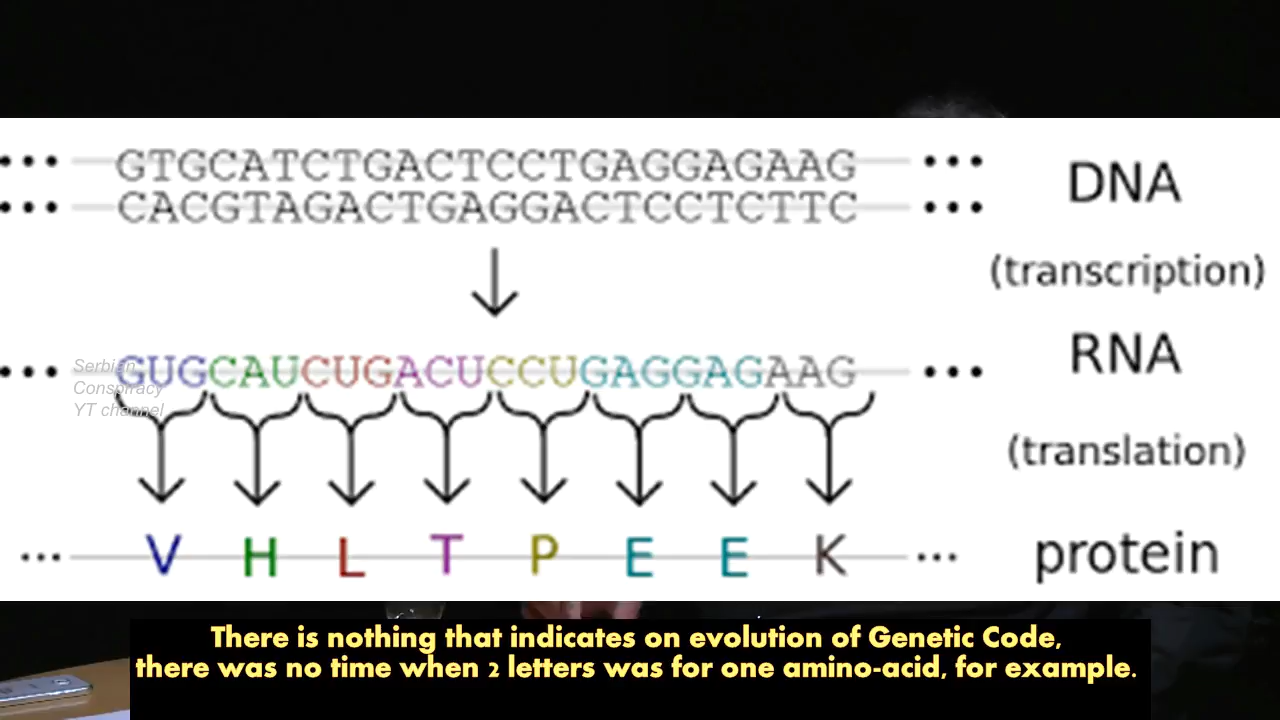 GTGCATCTGACTCCTGAGGAGAAG
DNA
CACGTAGACTGAGGACTCCTCTTC
(transcription)
GUGCAUCUGACUCCUGAGGAGAAG
RNA
Serbian
Conspiracy
YT channel
(translation)
V H L T P E E K
protein
There is nothing that indicates on evolution of Genetic Code,
there was no time when 2 letters was for one amino-acid, for example.